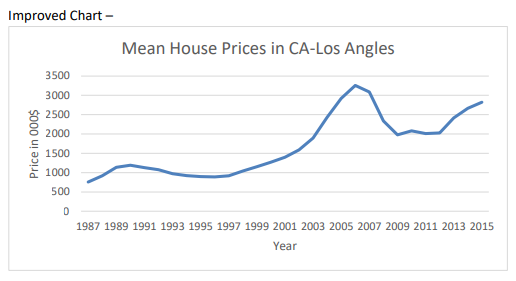 Improved Chart –
Mean House Prices in CA-Los Angles
3500
3000
2500
2000
1500
1000
500
0
Price in 000$
1987 1989 1991 1993 1995 1997 1999 2001 2003 2005 2007 2009 2011 2013 2015
Year